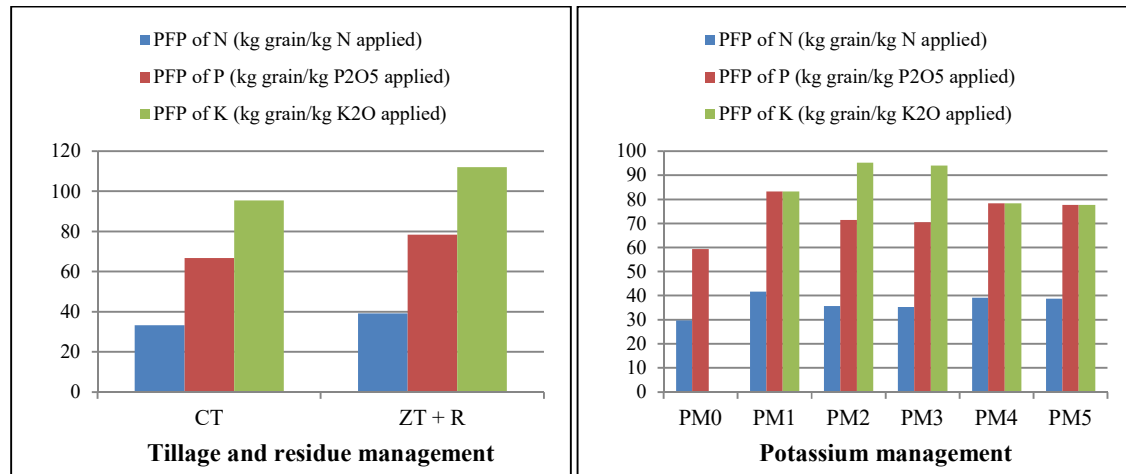 PFP of N (kg grain/kg N applied)
PFP of P (kg grain/kg P2O5 applied)
PFP of K (kg grain/kg K2O applied)
120
100
80
60
40
20
0
CT
ZT + R
Tillage and residue management
PFP of N (kg grain/kg N applied)
PFP of P (kg grain/kg P2O5 applied)
PFP of K (kg grain/kg K2O applied)
100
90
80
70
60
50
40
30
20
10
0
PM0 PM1 PM2 PM3 PM4 PM5
Potassium management